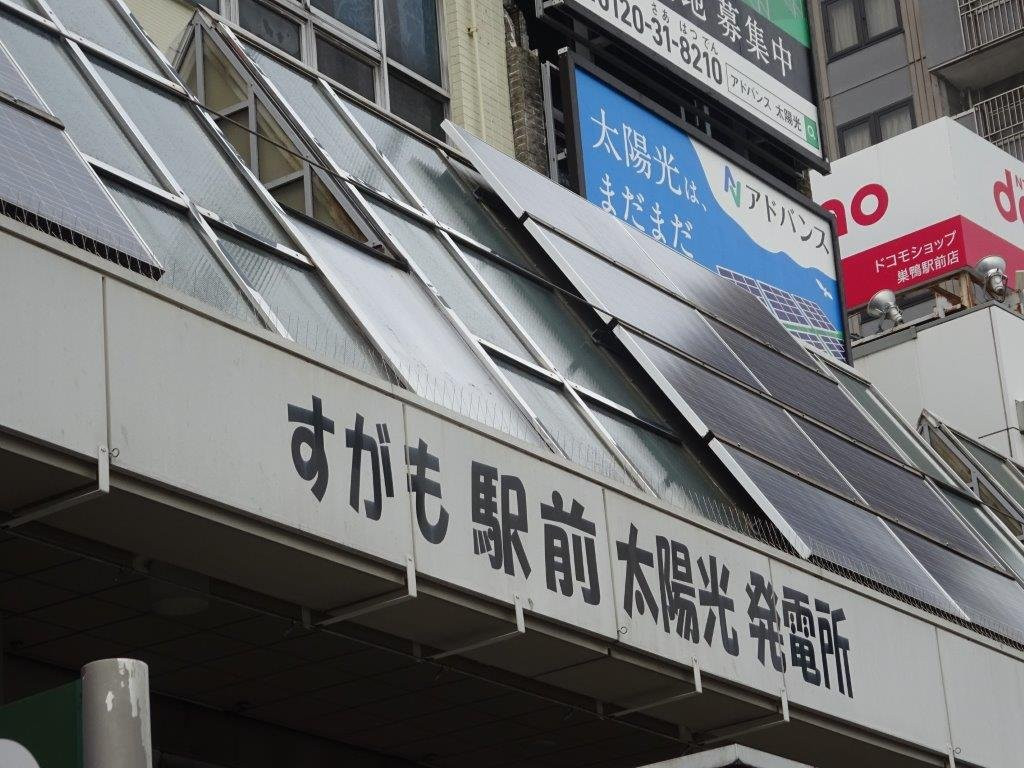 募集中
0120-31-8210
さあ はつでん
アドバンス 太陽光
太陽光は、
まだまだ
アドバンス
ドコモショップ
巣鴨駅前店
すがも 駅前 太陽光 発電所